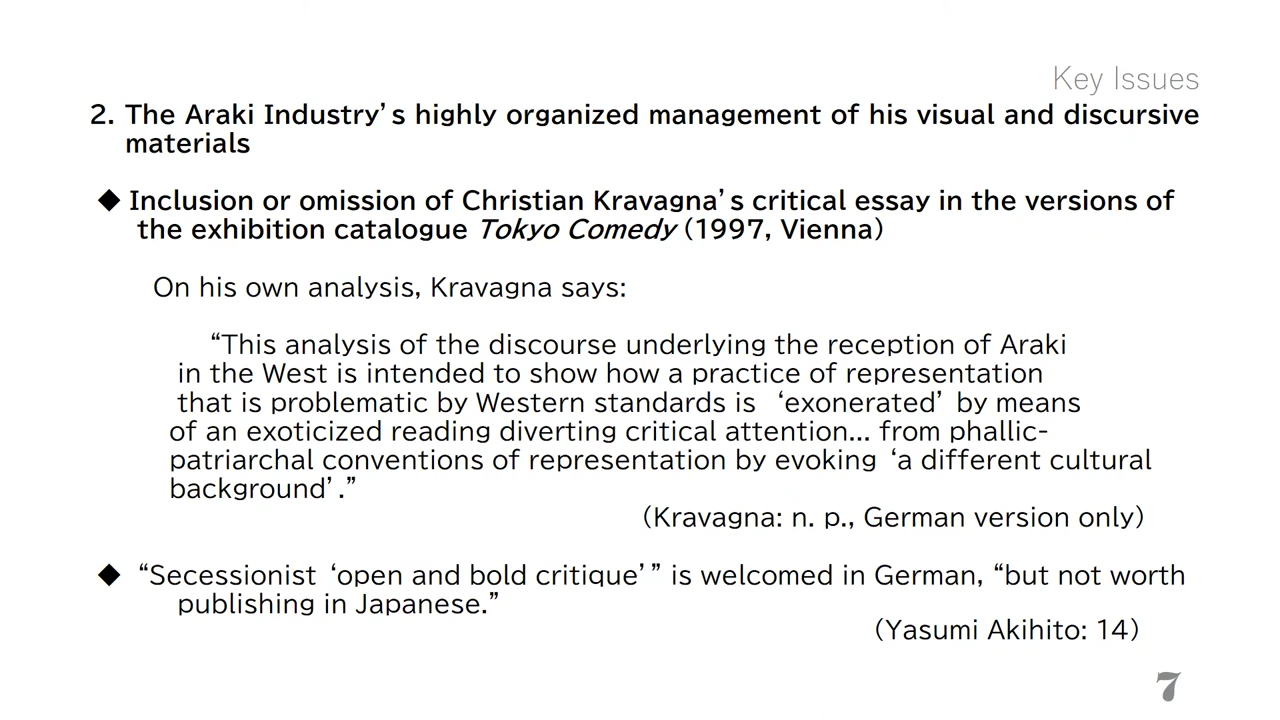 Key Issues
2. The Araki Industry’s highly organized management of his visual and discursive
materials
◆ Inclusion or omission of Christian Kravagna’s critical essay in the versions of
the exhibition catalogue Tokyo Comedy (1997, Vienna)
On his own analysis, Kravagna says:
“This analysis of the discourse underlying the reception of Araki
in the West is intended to show how a practice of representation
that is problematic by Western standards is ‘exonerated’ by means
of an exoticized reading diverting critical attention... from phallic-
patriarchal conventions of representation by evoking ‘a different cultural
background’.”
(Kravagna: n. p., German version only)
◆ “Secessionist ‘open and bold critique’” is welcomed in German, “but not worth
publishing in Japanese.”
(Yasumi Akihito: 14)
7